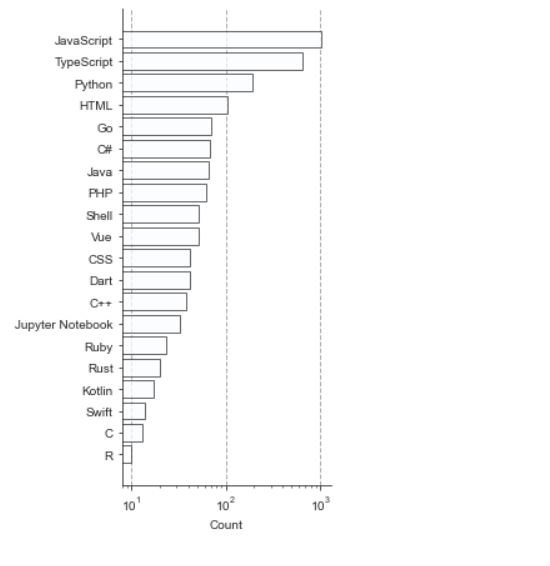 JavaScript
TypeScript
Python
HTML
Go
C#
Java
PHP
Shell
Vue
CSS
Dart
C++
Jupyter Notebook
Ruby
Rust
Kotlin
Swift
C
R
10¹ 10² 10³
Count